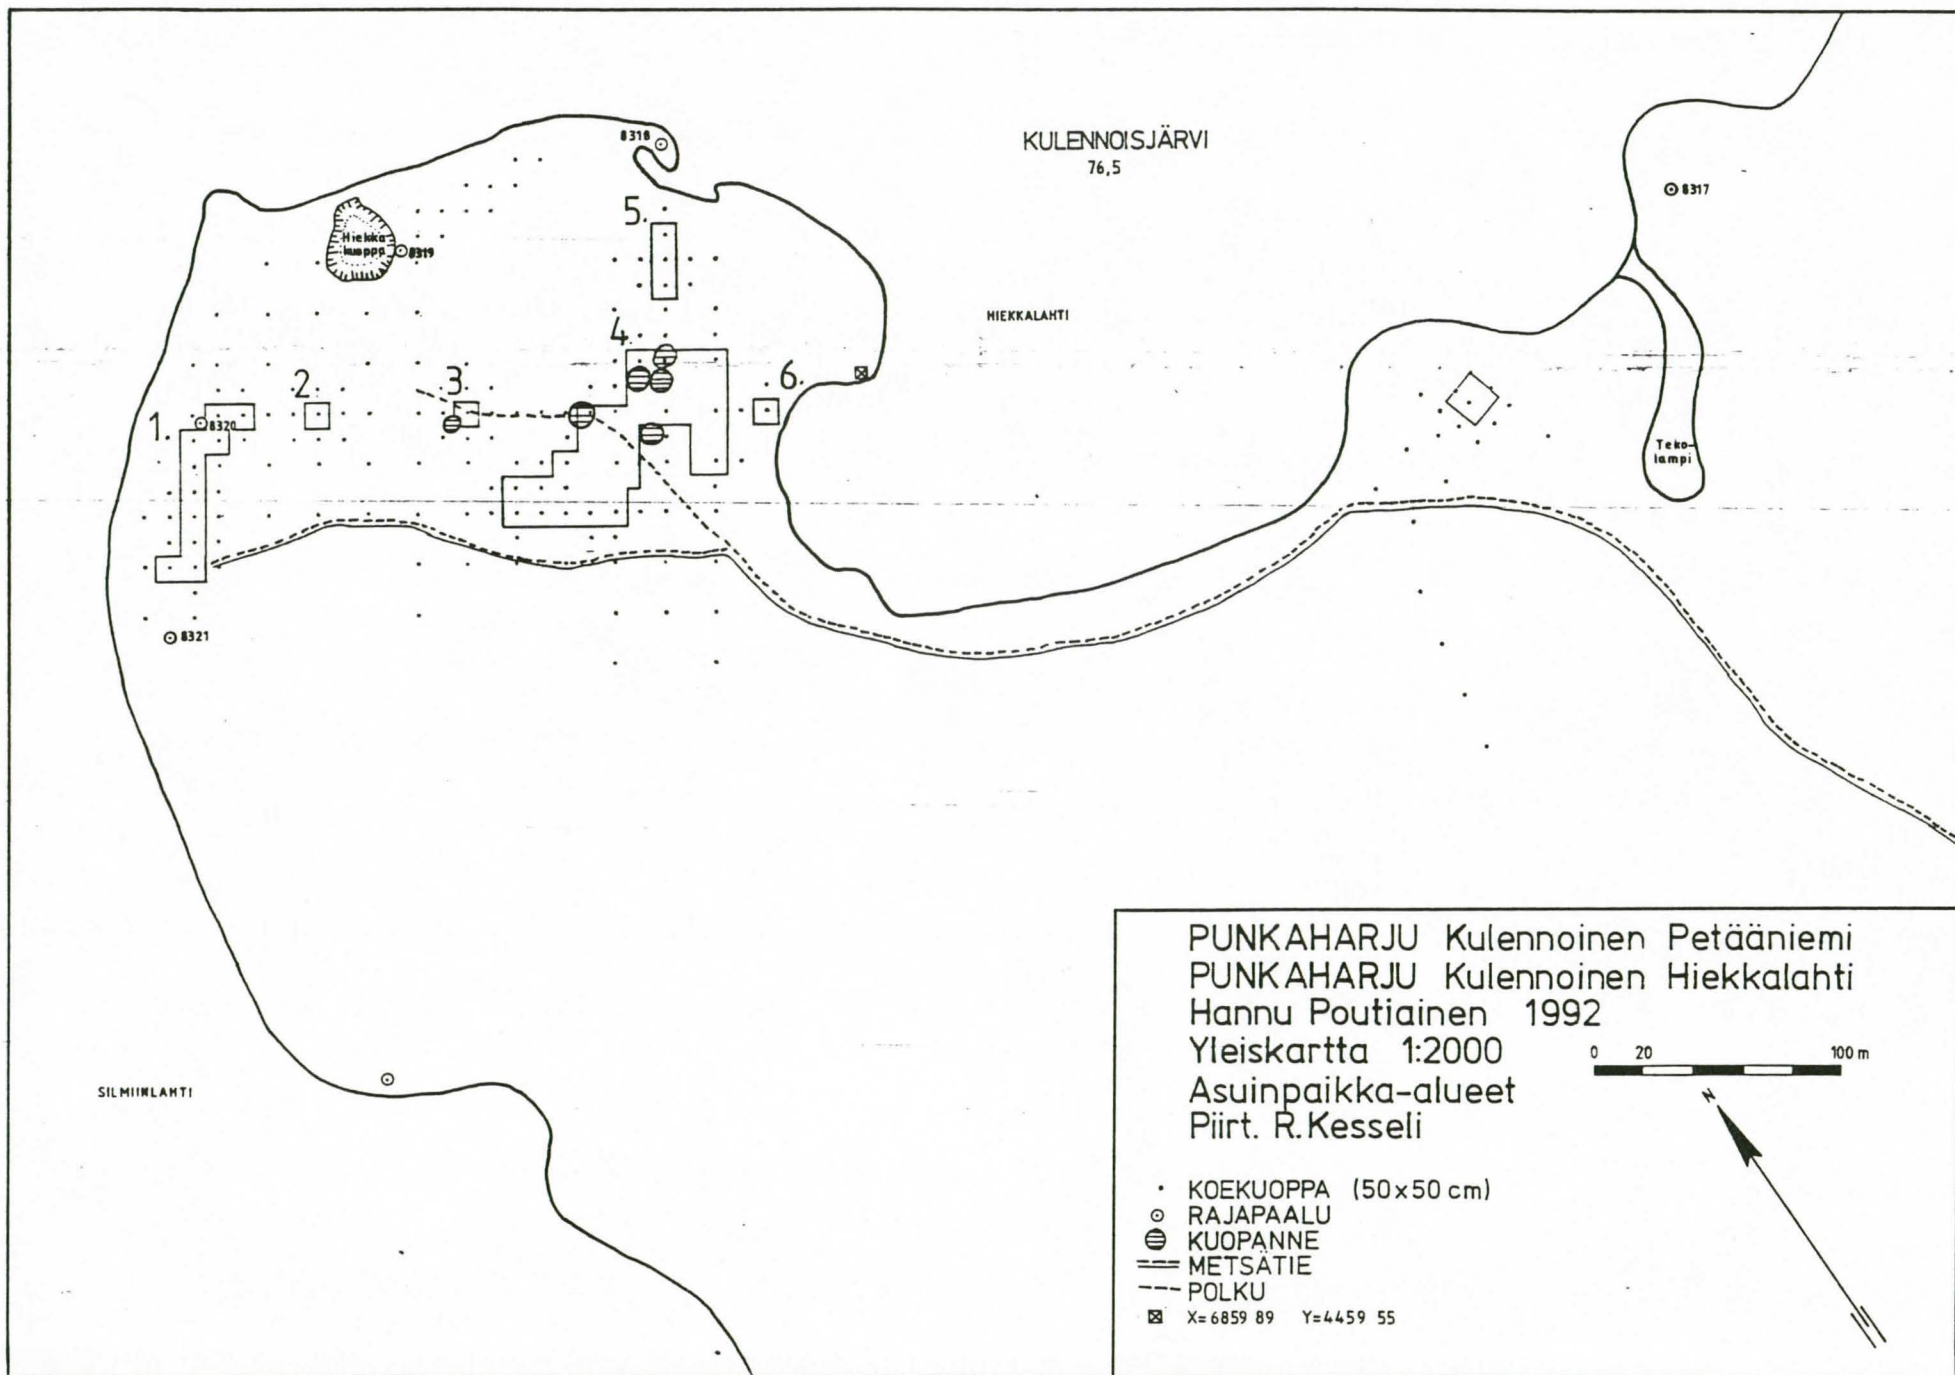 KULENNOISJÄRVI
76,5
8318
8317
5.
Hiekka
kuoppa
8319
HIEKKALAHTI
4.
1.
8320
2.
3
6.
Teko-
lampi
8321
SILMIINLAHTI
PUNKAHARJU Kulennoinen Petääniemi
PUNKAHARJU Kulennoinen Hiekkalahti
Hannu Poutiainen 1992
Yleiskartta 1:2000
0 20 100 m
Asuinpaikka-alueet
Piirt. R.Kesseli
N
KOEKUOPPA (50x50 cm)
RAJAPAALU
KUOPANNE
METSÄTIE
POLKU
X=6859 89 Y=4459 55